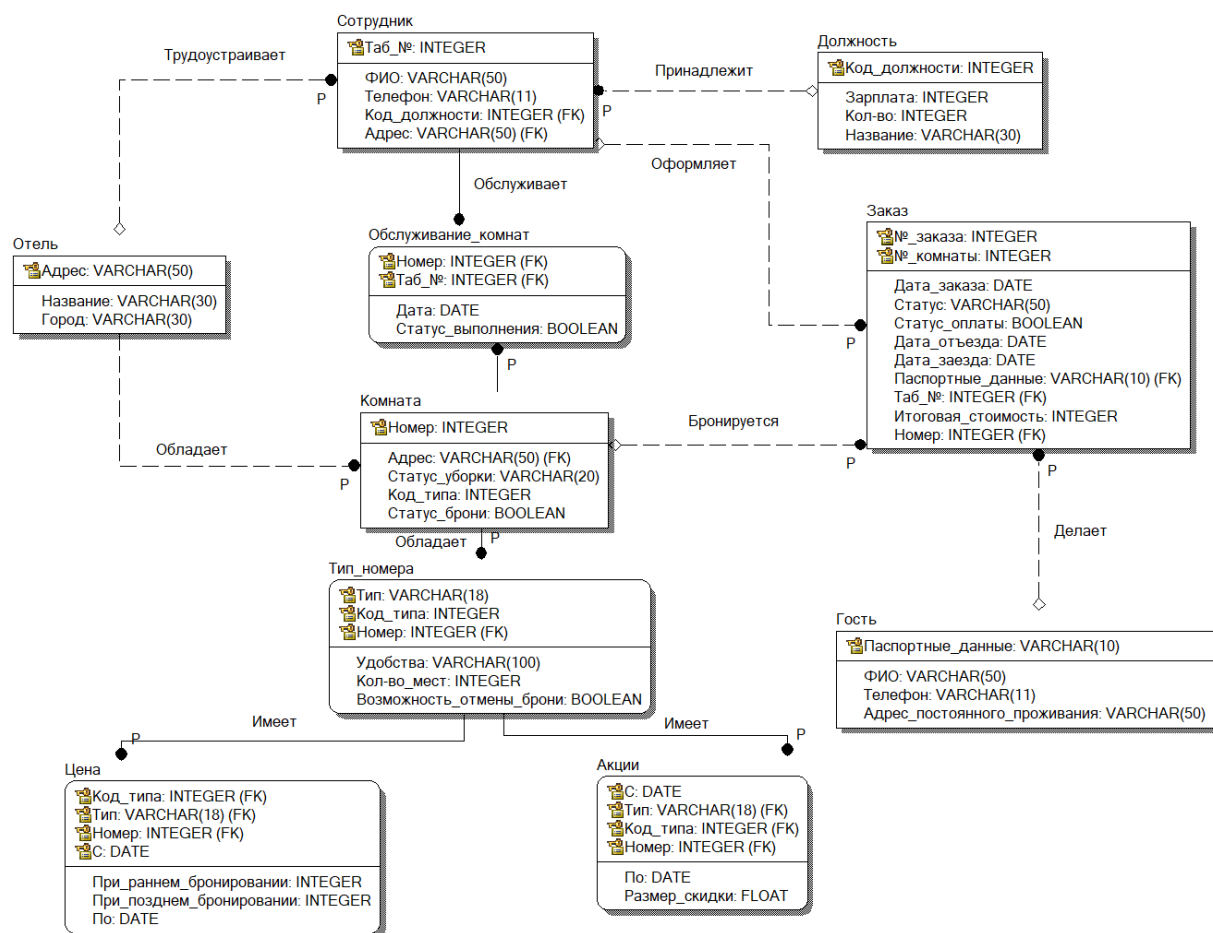 Сотрудник
Таб_№: INTEGER
ФИО: VARCHAR(50)
Телефон: VARCHAR(11)
Код_должности: INTEGER (FK)
Адрес: VARCHAR(50) (FK)
Трудоустраивает
P
Принадлежит
P
Должность
Код_должности: INTEGER
Зарплата: INTEGER
Кол-во: INTEGER
Название: VARCHAR(30)
Оформляет
P
Обслуживает
Отель
Адрес: VARCHAR(50)
Название: VARCHAR(30)
Город: VARCHAR(30)
Обслуживание_комнат
Номер: INTEGER (FK)
Таб_№: INTEGER (FK)
Дата: DATE
Статус_выполнения: BOOLEAN
P
Заказ
№_заказа: INTEGER
№_комнаты: INTEGER
Дата_заказа: DATE
Статус: VARCHAR(50)
Статус_оплаты: BOOLEAN
Дата_отъезда: DATE
Дата_заезда: DATE
Паспортные_данные: VARCHAR(10) (FK)
Таб_№: INTEGER (FK)
Итоговая_стоимость: INTEGER
Номер: INTEGER (FK)
Комната
Номер: INTEGER
Адрес: VARCHAR(50) (FK)
Статус_уборки: VARCHAR(20)
Код_типа: INTEGER
Статус_брони: BOOLEAN
Обладает
P
Бронируется
P
P
Делает
Обладает
P
Тип_номера
Тип: VARCHAR(18)
Код_типа: INTEGER
Номер: INTEGER (FK)
Удобства: VARCHAR(100)
Кол-во_мест: INTEGER
Возможность_отмены_брони: BOOLEAN
Гость
Паспортные_данные: VARCHAR(10)
ФИО: VARCHAR(50)
Телефон: VARCHAR(11)
Адрес_постоянного_проживания: VARCHAR(50)
Имеет
P
Имеет
P
Цена
Код_типа: INTEGER (FK)
Тип: VARCHAR(18) (FK)
Номер: INTEGER (FK)
С: DATE
При_раннем_бронировании: INTEGER
При_позднем_бронировании: INTEGER
По: DATE
Акции
С: DATE
Тип: VARCHAR(18) (FK)
Код_типа: INTEGER (FK)
Номер: INTEGER (FK)
По: DATE
Размер_скидки: FLOAT